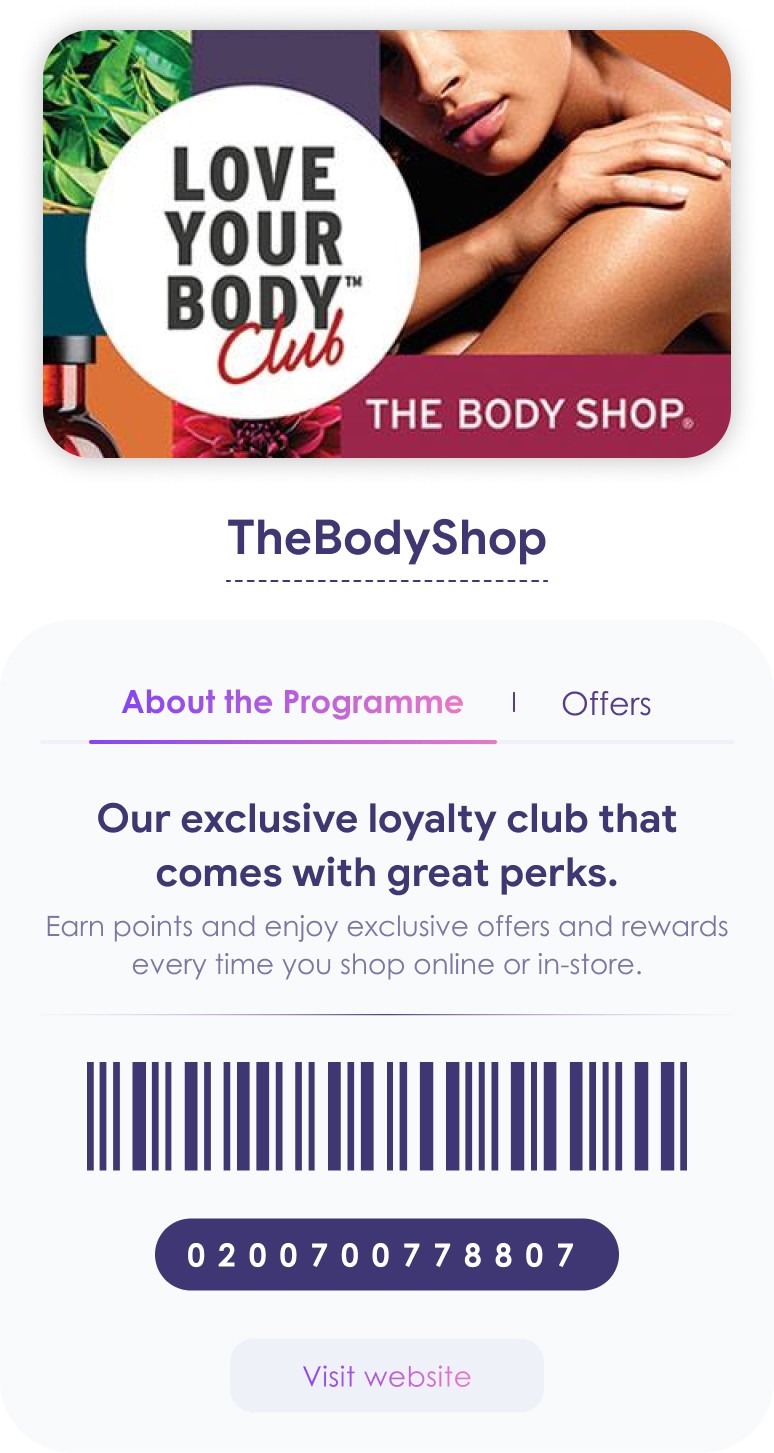 LOVE
YOUR
BODY™
Club
THE BODY SHOP®
TheBodyShop
About the Programme | Offers
Our exclusive loyalty club that
comes with great perks.
Earn points and enjoy exclusive offers and rewards
every time you shop online or in-store.
0200700778807
Visit website